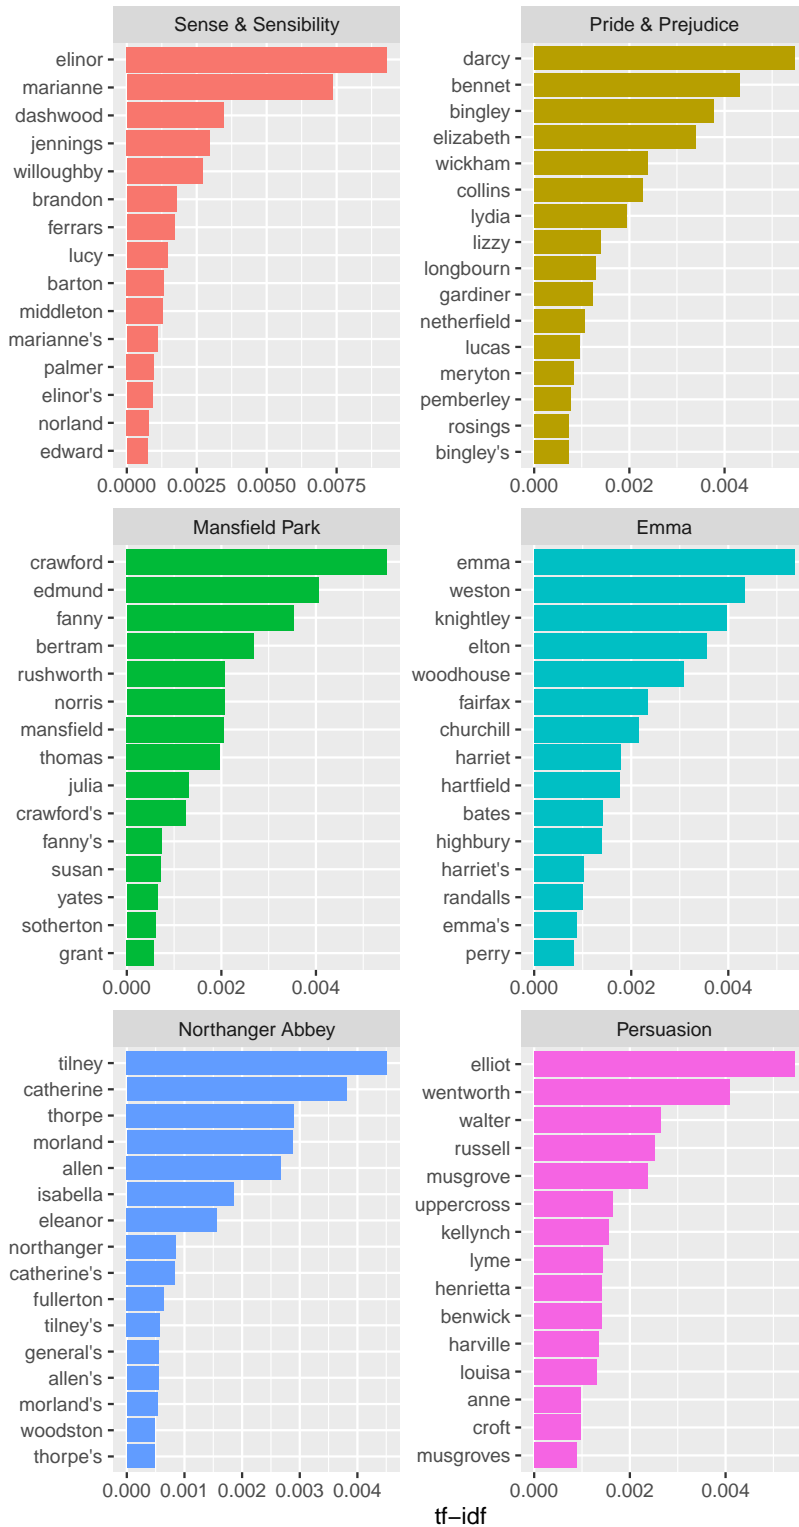 Sense & Sensibility
elinor
marianne
dashwood
jennings
willoughby
brandon
ferrars
lucy
barton
middleton
marianne's
palmer
elinor's
norland
edward
0.0000 0.0025 0.0050 0.0075
Pride & Prejudice
darcy
bennet
bingley
elizabeth
wickham
collins
lydia
lizzy
longbourn
gardiner
netherfield
lucas
meryton
pemberley
rosings
bingley's
0.000 0.002 0.004
Mansfield Park
crawford
edmund
fanny
bertram
rushworth
norris
mansfield
thomas
julia
crawford's
fanny's
susan
yates
sotherton
grant
0.000 0.002 0.004
Emma
emma
weston
knightley
elton
woodhouse
fairfax
churchill
harriet
hartfield
bates
highbury
harriet's
randalls
emma's
perry
0.000 0.002 0.004
Northanger Abbey
tilney
catherine
thorpe
morland
allen
isabella
eleanor
northanger
catherine's
fullerton
tilney's
general's
allen's
morland's
woodston
thorpe's
0.000 0.001 0.002 0.003 0.004
Persuasion
elliot
wentworth
walter
russell
musgrove
uppercross
kellynch
lyme
henrietta
benwick
harville
louisa
anne
croft
musgroves
0.000 0.002 0.004
tf−idf